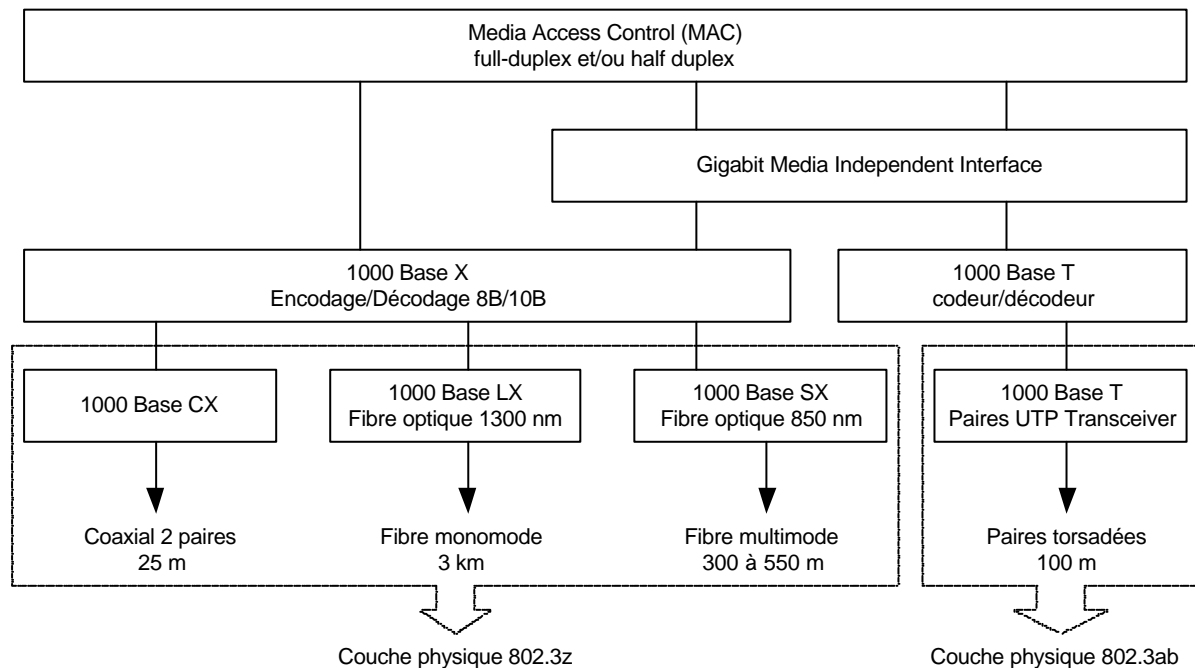 Media Access Control (MAC)
full-duplex et/ou half duplex
Gigabit Media Independent Interface
1000 Base X
Encodage/Décodage 8B/10B
1000 Base T
codeur/décodeur
1000 Base CX
1000 Base LX
Fibre optique 1300 nm
1000 Base SX
Fibre optique 850 nm
1000 Base T
Paires UTP Transceiver
Coaxial 2 paires
25 m
Fibre monomode
3 km
Fibre multimode
300 à 550 m
Paires torsadées
100 m
Couche physique 802.3z
Couche physique 802.3ab